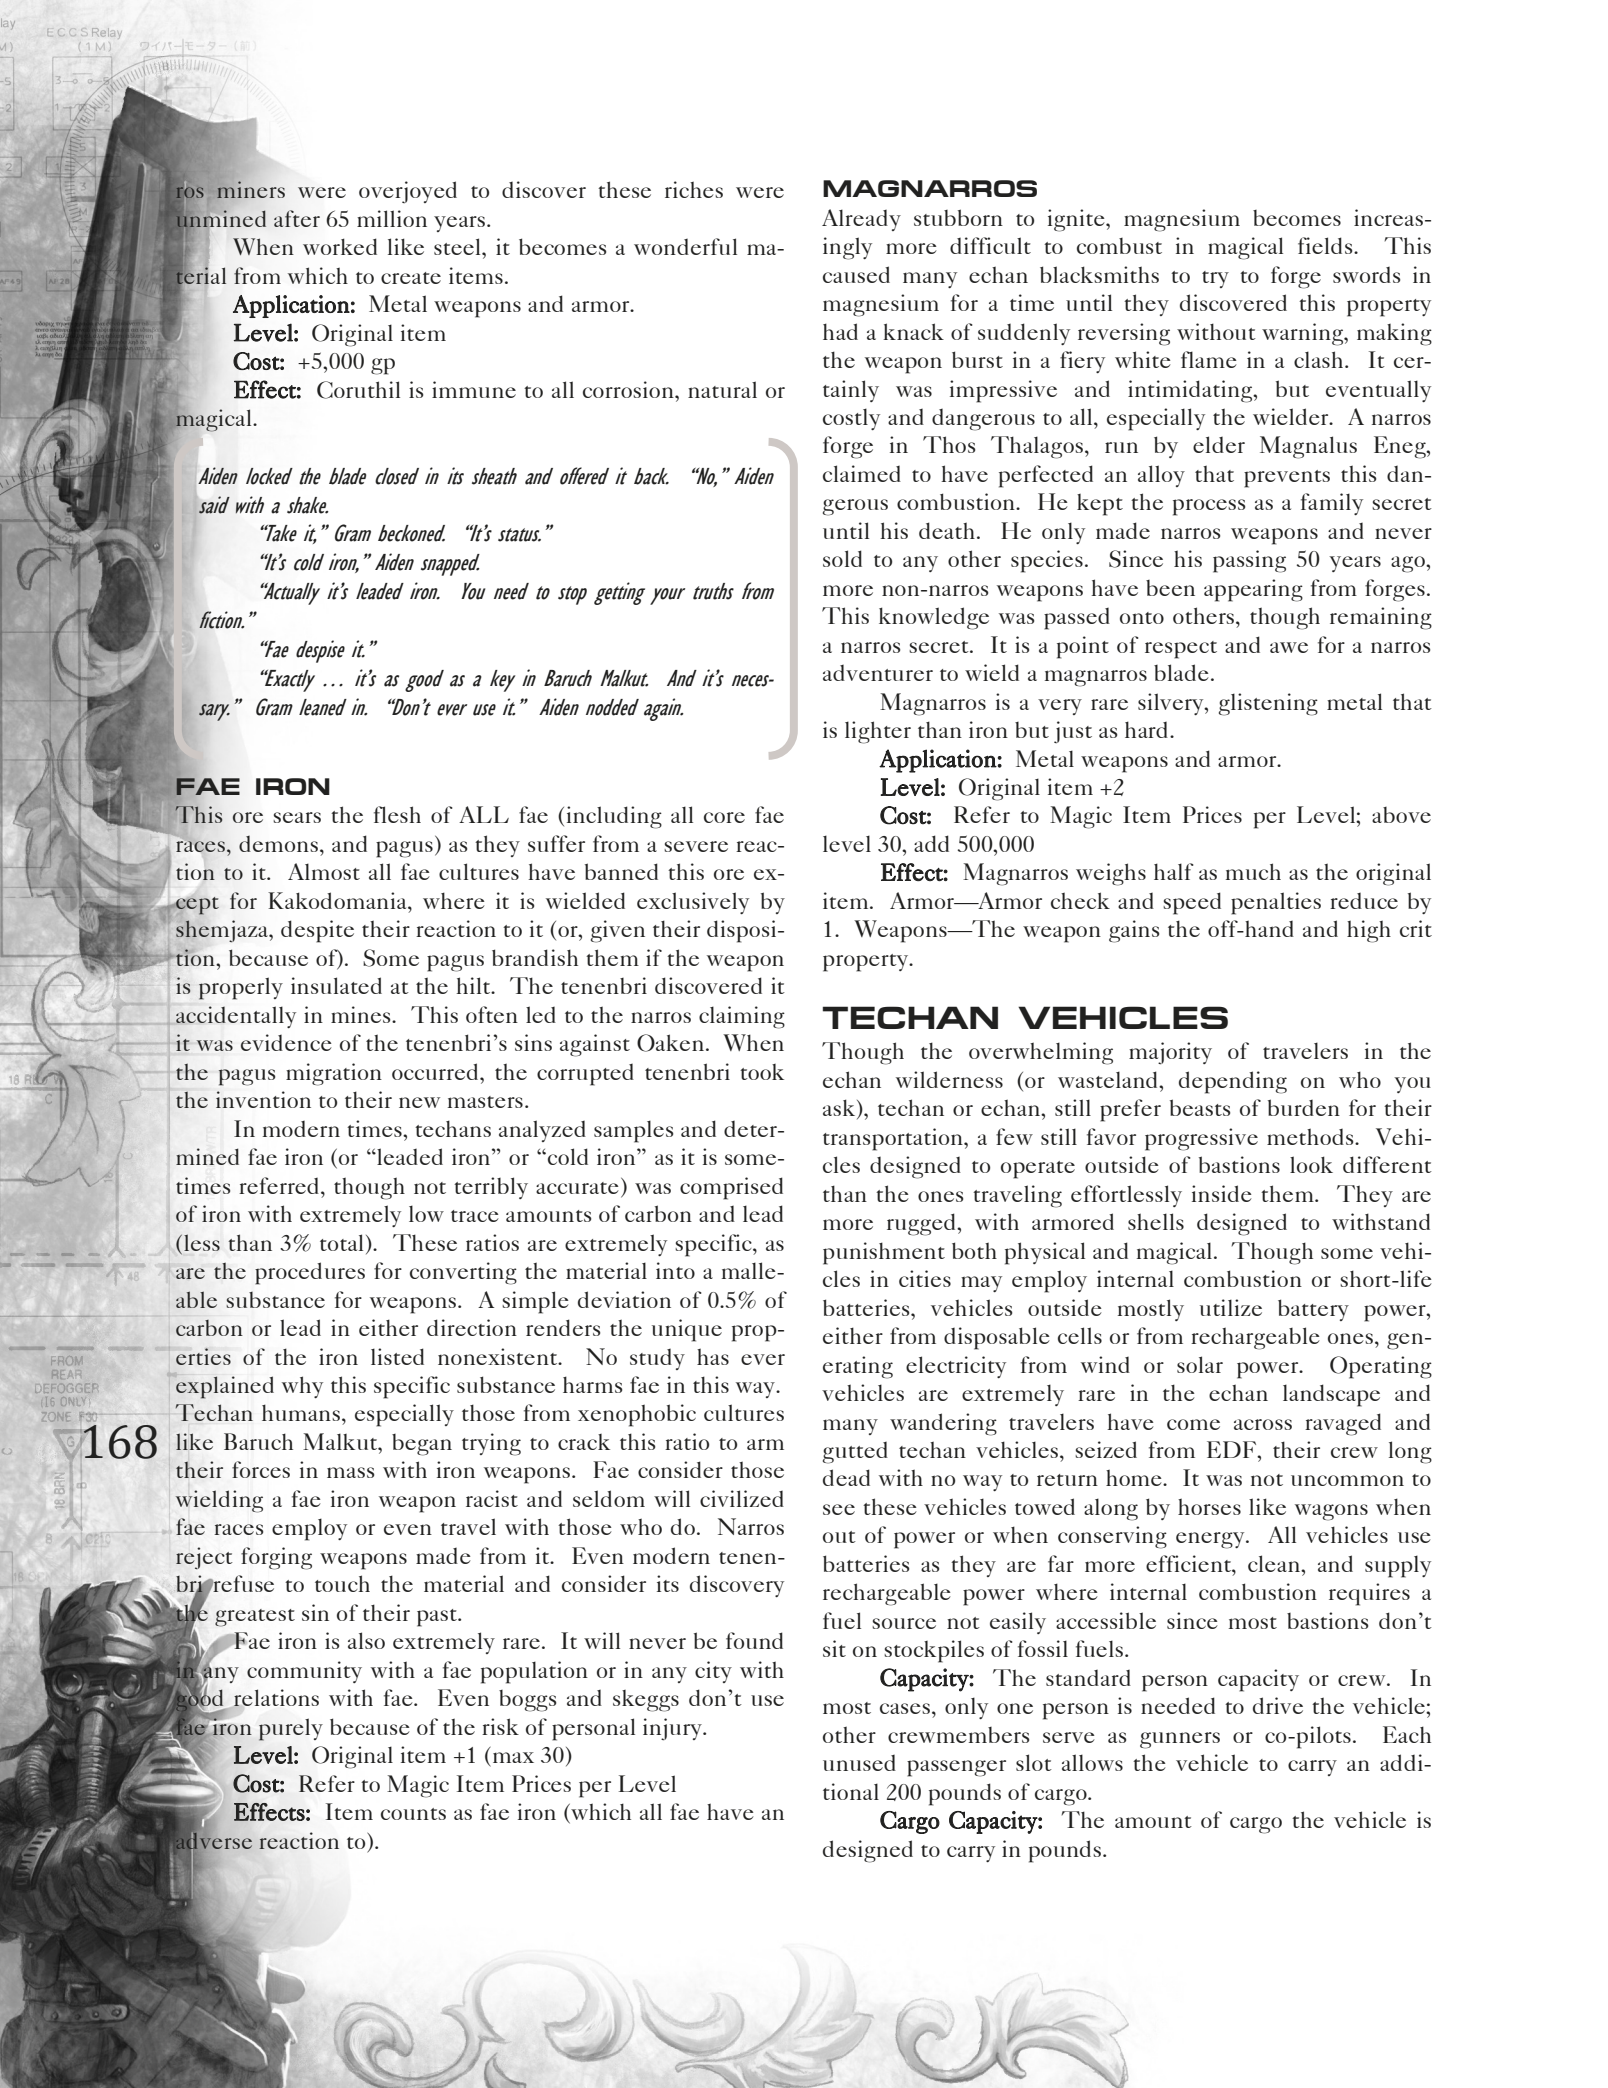 ros miners were overjoyed to discover these riches were
unmined after 65 million years.
When worked like steel, it becomes a wonderful ma-
terial from which to create items.
Application: Metal weapons and armor.
Level: Original item
Cost: +5,000 gp
Effect: Coruthil is immune to all corrosion, natural or
magical.
Aiden locked the blade closed in its sheath and offered it back. “No,” Aiden
said with a shake.
“Take it,” Gram beckoned. “It’s status.”
“It’s cold iron,” Aiden snapped.
“Actually it’s leaded iron. You need to stop getting your truths from
fiction.”
“Fae despise it.”
“Exactly … it’s as good as a key in Baruch Malkut. And it’s neces-
sary.” Gram leaned in. “Don’t ever use it.” Aiden nodded again.
FAE IRON
This ore sears the flesh of ALL fae (including all core fae
races, demons, and pagus) as they suffer from a severe reac-
tion to it. Almost all fae cultures have banned this ore ex-
cept for Kakodomania, where it is wielded exclusively by
shemjaza, despite their reaction to it (or, given their disposi-
tion, because of). Some pagus brandish them if the weapon
is properly insulated at the hilt. The tenenbri discovered it
accidentally in mines. This often led to the narros claiming
it was evidence of the tenenbri’s sins against Oaken. When
the pagus migration occurred, the corrupted tenenbri took
the invention to their new masters.
In modern times, techans analyzed samples and deter-
mined fae iron (or “leaded iron” or “cold iron” as it is some-
times referred, though not terribly accurate) was comprised
of iron with extremely low trace amounts of carbon and lead
(less than 3% total). These ratios are extremely specific, as
are the procedures for converting the material into a malle-
able substance for weapons. A simple deviation of 0.5% of
carbon or lead in either direction renders the unique prop-
erties of the iron listed nonexistent. No study has ever
explained why this specific substance harms fae in this way.
Techan humans, especially those from xenophobic cultures
like Baruch Malkut, began trying to crack this ratio to arm
their forces in mass with iron weapons. Fae consider those
wielding a fae iron weapon racist and seldom will civilized
fae races employ or even travel with those who do. Narros
reject forging weapons made from it. Even modern tenen-
bri refuse to touch the material and consider its discovery
the greatest sin of their past.
Fae iron is also extremely rare. It will never be found
in any community with a fae population or in any city with
good relations with fae. Even boggs and skeggs don’t use
fae iron purely because of the risk of personal injury.
Level: Original item +1 (max 30)
Cost: Refer to Magic Item Prices per Level
Effects: Item counts as fae iron (which all fae have an
adverse reaction to).
MAGNARROS
Already stubborn to ignite, magnesium becomes increas-
ingly more difficult to combust in magical fields. This
caused many echan blacksmiths to try to forge swords in
magnesium for a time until they discovered this property
had a knack of suddenly reversing without warning, making
the weapon burst in a fiery white flame in a clash. It cer-
tainly was impressive and intimidating, but eventually
costly and dangerous to all, especially the wielder. A narros
forge in Thos Thalagos, run by elder Magnalus Eneg,
claimed to have perfected an alloy that prevents this dan-
gerous combustion. He kept the process as a family secret
until his death. He only made narros weapons and never
sold to any other species. Since his passing 50 years ago,
more non-narros weapons have been appearing from forges.
This knowledge was passed onto others, though remaining
a narros secret. It is a point of respect and awe for a narros
adventurer to wield a magnarros blade.
Magnarros is a very rare silvery, glistening metal that
is lighter than iron but just as hard.
Application: Metal weapons and armor.
Level: Original item +2
Cost: Refer to Magic Item Prices per Level; above
level 30, add 500,000
Effect: Magnarros weighs half as much as the original
item. Armor—Armor check and speed penalties reduce by
1. Weapons—The weapon gains the off-hand and high crit
property.
TECHAN VEHICLES
Though the overwhelming majority of travelers in the
echan wilderness (or wasteland, depending on who you
ask), techan or echan, still prefer beasts of burden for their
transportation, a few still favor progressive methods. Vehi-
cles designed to operate outside of bastions look different
than the ones traveling effortlessly inside them. They are
more rugged, with armored shells designed to withstand
punishment both physical and magical. Though some vehi-
cles in cities may employ internal combustion or short-life
batteries, vehicles outside mostly utilize battery power,
either from disposable cells or from rechargeable ones, gen-
erating electricity from wind or solar power. Operating
vehicles are extremely rare in the echan landscape and
many wandering travelers have come across ravaged and
gutted techan vehicles, seized from EDF, their crew long
dead with no way to return home. It was not uncommon to
see these vehicles towed along by horses like wagons when
out of power or when conserving energy. All vehicles use
batteries as they are far more efficient, clean, and supply
rechargeable power where internal combustion requires a
fuel source not easily accessible since most bastions don’t
sit on stockpiles of fossil fuels.
Capacity: The standard person capacity or crew. In
most cases, only one person is needed to drive the vehicle;
other crewmembers serve as gunners or co-pilots. Each
unused passenger slot allows the vehicle to carry an addi-
tional 200 pounds of cargo.
Cargo Capacity: The amount of cargo the vehicle is
designed to carry in pounds.
168
ECCS Relay
(1M)
ワイパーモーター (前)
FROM
REAR
DEFOGGER
(16 ONLY)
ZONE F30
18 BRN